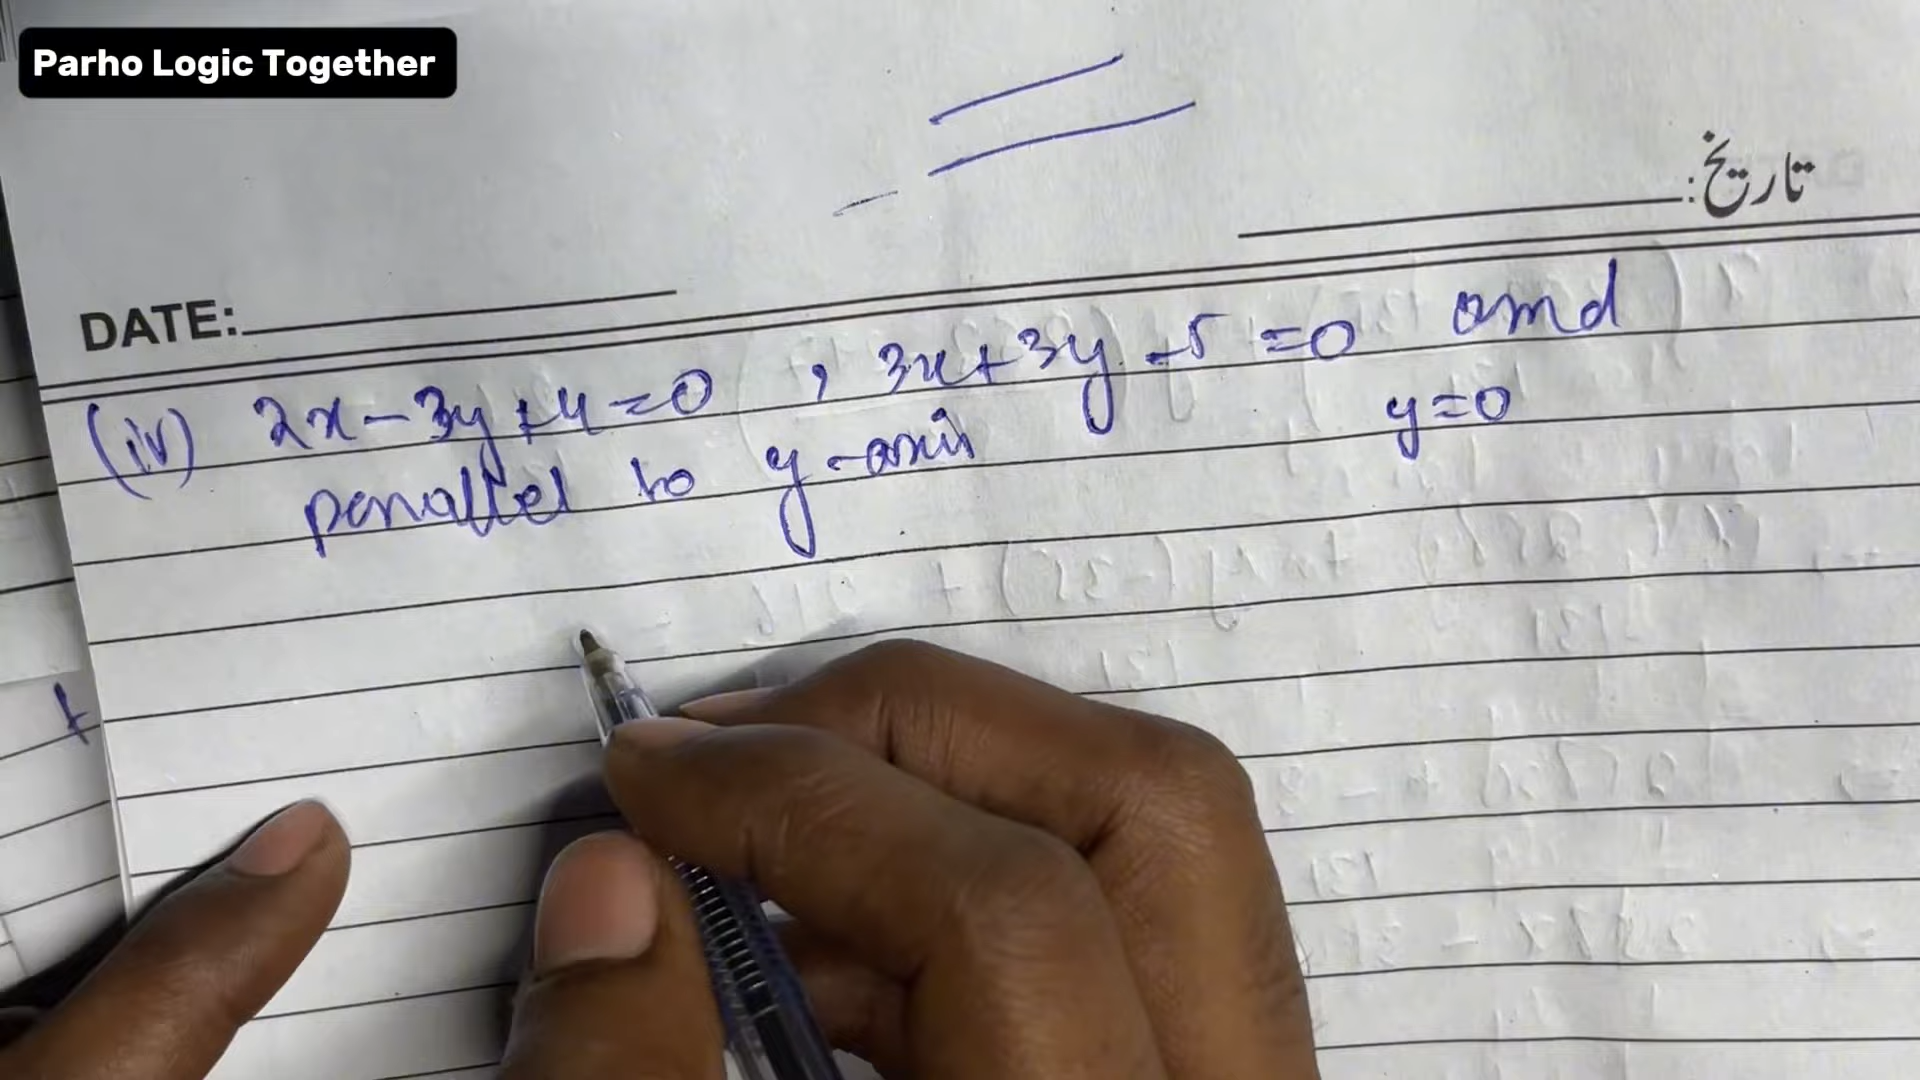 Parho Logic Together
تاریخ:
DATE:
(iv) 2x-3y+4=0 , 3x+3y-5=0 and
parallel to y-axis y=0